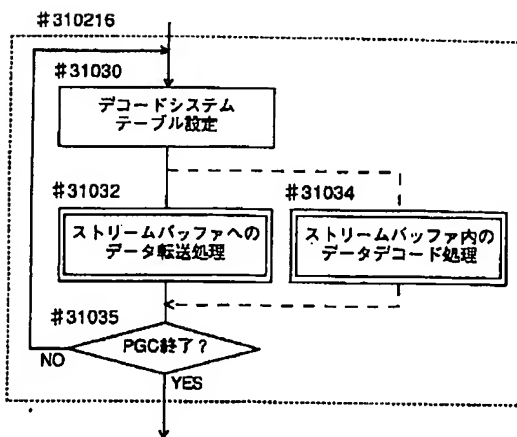 #310216
#31030
デコードシステム
テーブル設定
#31032
#31034
ストリームバッファへの
データ転送処理
ストリームバッファ内の
データデコード処理
#31035
PGC終了?
NO
YES